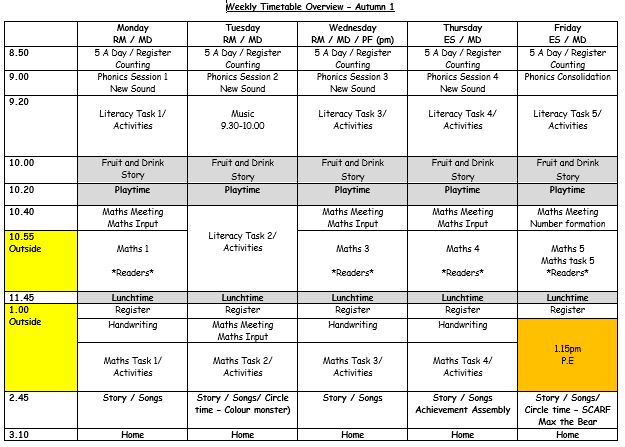 Weekly Timetable Overview – Autumn 1
Monday Tuesday Wednesday Thursday Friday
RM / MD RM / MD RM / MD / PF (pm) ES / MD ES / MD
8.50 5 A Day / Register 5 A Day / Register 5 A Day / Register 5 A Day / Register 5 A Day / Register
Counting Counting Counting Counting Counting
9.00 Phonics Session 1 Phonics Session 2 Phonics Session 3 Phonics Session 4 Phonics Consolidation
New Sound New Sound New Sound New Sound
9.20
Literacy Task 1/ Music Literacy Task 3/ Literacy Task 4/ Literacy Task 5/
Activities 9.30-10.00 Activities Activities Activities
10.00 Fruit and Drink Fruit and Drink Fruit and Drink Fruit and Drink Fruit and Drink
Story Story Story Story Story
10.20 Playtime Playtime Playtime Playtime Playtime
10.40 Maths Meeting Maths Meeting Maths Meeting Maths Meeting
Maths Input Maths Input Maths Input Number formation
10.55 Literacy Task 2/
Outside Maths 1 Activities Maths 3 Maths 4 Maths 5
Maths task 5
*Readers* *Readers* *Readers* *Readers*
11.45 Lunchtime Lunchtime Lunchtime Lunchtime Lunchtime
1.00 Register Register Register Register Register
Outside Handwriting Maths Meeting Handwriting Handwriting
Maths Input
1.15pm
Maths Task 1/ Maths Task 2/ Maths Task 3/ Maths Task 4/ P.E
Activities Activities Activities Activities
2.45 Story / Songs Story / Songs/ Circle Story / Songs Story / Songs Story / Songs/
time – Colour monster) Achievement Assembly Circle time – SCARF
Max the Bear
3.10 Home Home Home Home Home